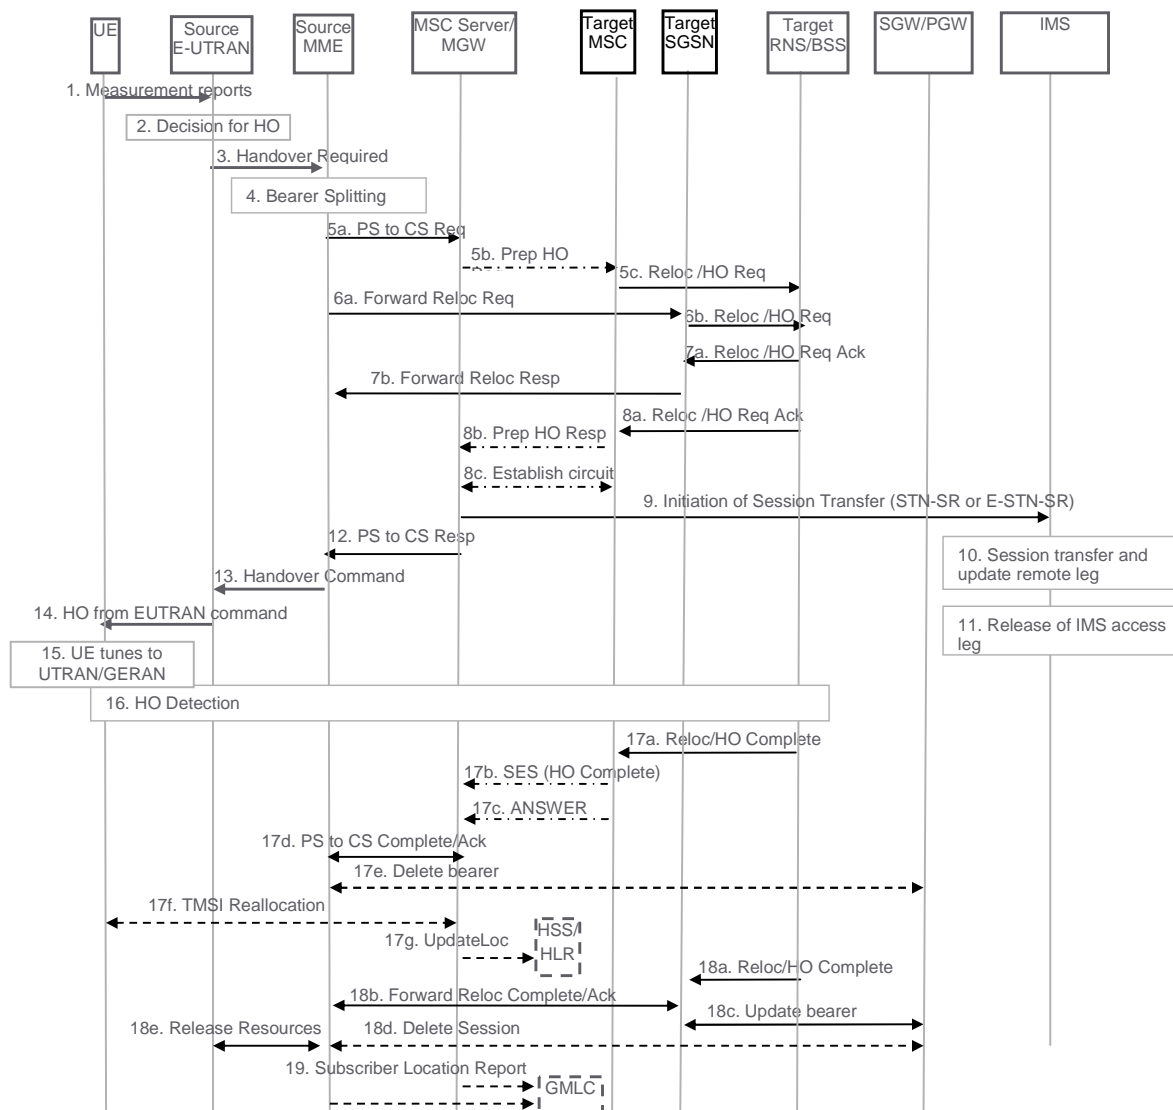 UE
Source
E-UTRAN
Source
MME
MSC Server/
MGW
Target
MSC
Target
SGSN
Target
RNS/BSS
SGW/PGW
IMS
1. Measurement reports
2. Decision for HO
3. Handover Required
4. Bearer Splitting
5a. PS to CS Req
5b. Prep HO
5c. Reloc /HO Req
6a. Forward Reloc Req
6b. Reloc /HO Req
7a. Reloc /HO Req Ack
7b. Forward Reloc Resp
8a. Reloc /HO Req Ack
8b. Prep HO Resp
8c. Establish circuit
9. Initiation of Session Transfer (STN-SR or E-STN-SR)
12. PS to CS Resp
10. Session transfer and
update remote leg
13. Handover Command
14. HO from EUTRAN command
11. Release of IMS access
leg
15. UE tunes to
UTRAN/GERAN
16. HO Detection
17a. Reloc/HO Complete
17b. SES (HO Complete)
17c. ANSWER
17d. PS to CS Complete/Ack
17e. Delete bearer
17f. TMSI Reallocation
17g. UpdateLoc
HSS/
HLR
18a. Reloc/HO Complete
18b. Forward Reloc Complete/Ack
18c. Update bearer
18e. Release Resources
18d. Delete Session
19. Subscriber Location Report
GMLC